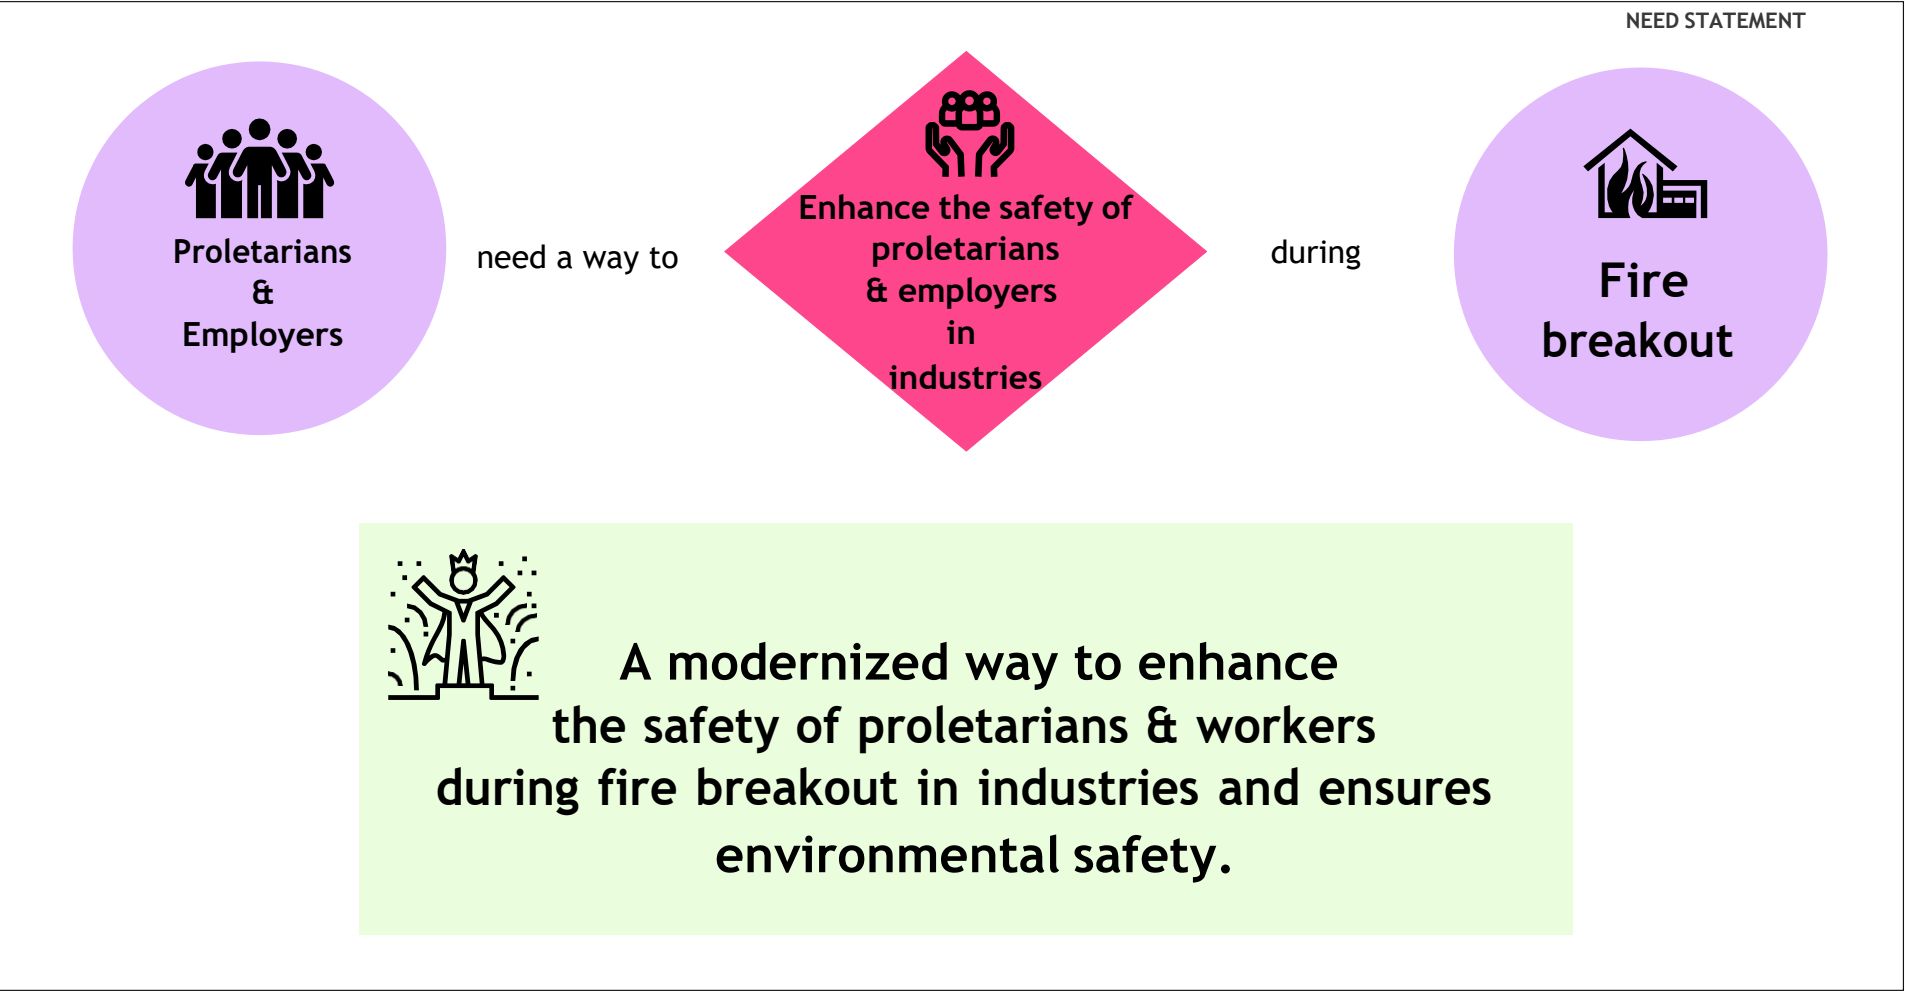 NEED STATEMENT
Proletarians
&
Employers
need a way to
Enhance the safety of
proletarians
& employers
in
industries
during
Fire
breakout
A modernized way to enhance
the safety of proletarians & workers
during fire breakout in industries and ensures
environmental safety.